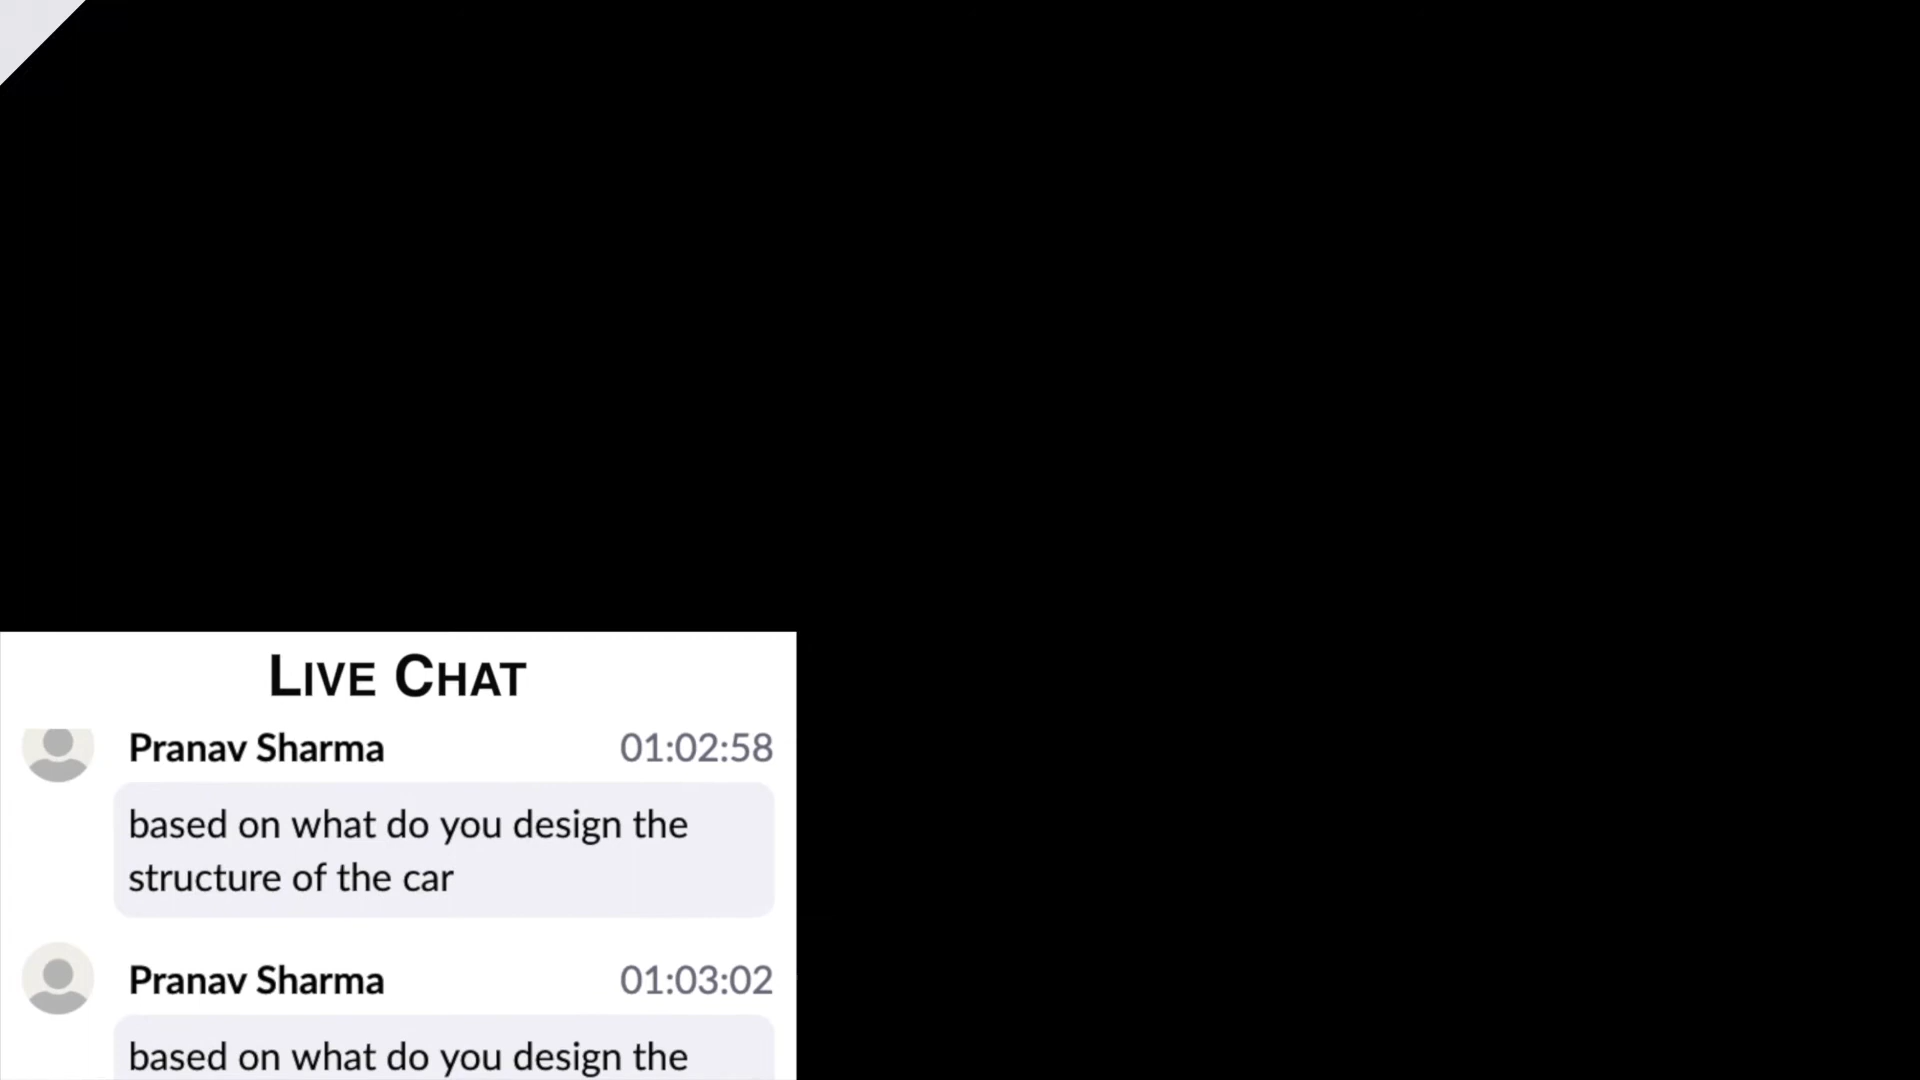 LIVE CHAT
Pranav Sharma 01:02:58
based on what do you design the
structure of the car
Pranav Sharma 01:03:02
based on what do you design the